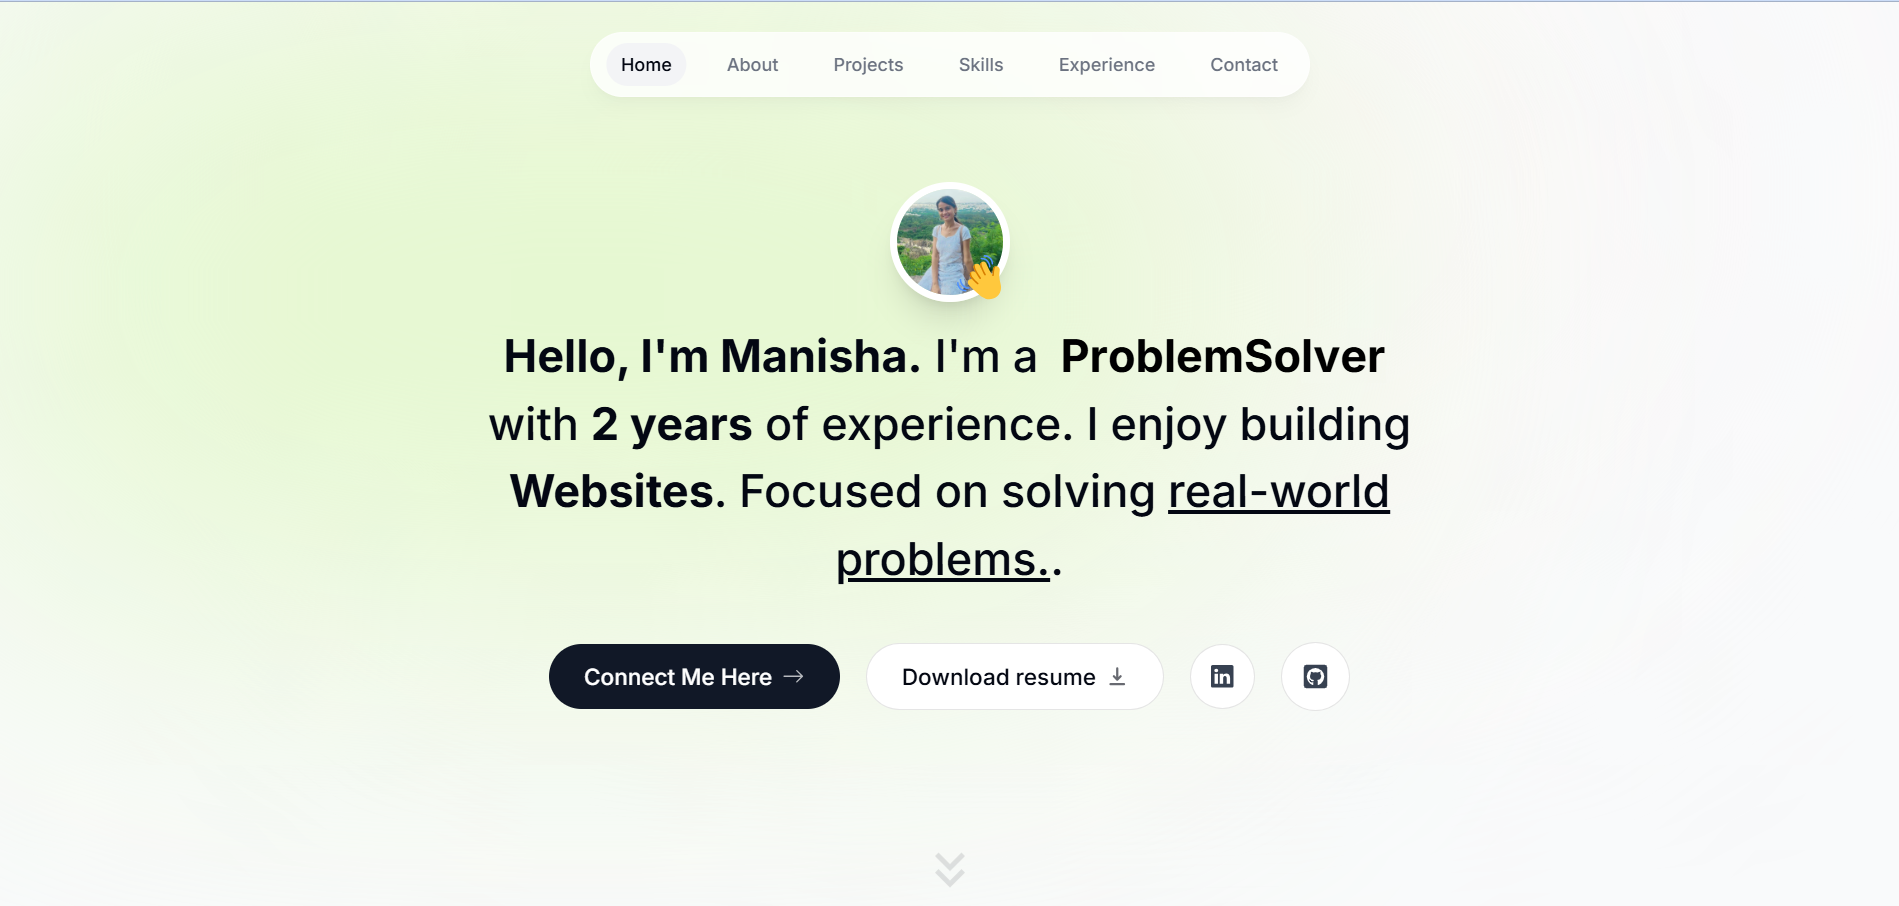 Home About Projects Skills Experience Contact
Hello, I'm Manisha. I'm a ProblemSolver
with 2 years of experience. I enjoy building
Websites. Focused on solving real-world
problems..
Connect Me Here → Download resume in